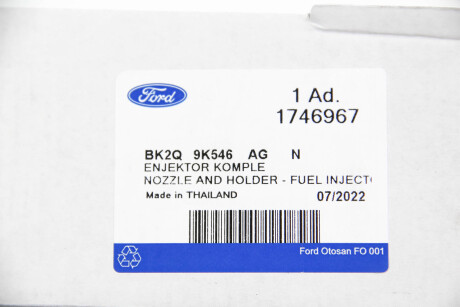 Ford
1 Ad.
1746967
BK2Q 9K546 AG N
ENJEKTOR KOMPLE
NOZZLE AND HOLDER - FUEL INJECT
Made in THAILAND 07/2022
Ford Otosan FO 001